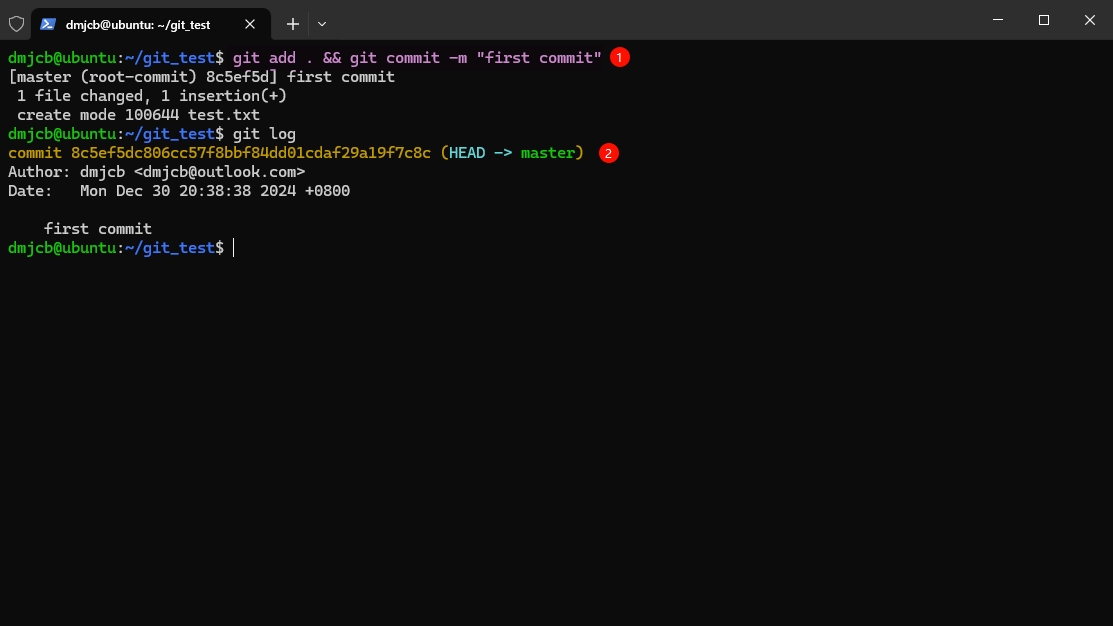 dmjcb@ubuntu: ~/git_test
dmjcb@ubuntu:~/git_test$ git add . && git commit -m "first commit" 1
[master (root-commit) 8c5ef5d] first commit
 1 file changed, 1 insertion(+)
 create mode 100644 test.txt
dmjcb@ubuntu:~/git_test$ git log
commit 8c5ef5dc806cc57f8bbf84dd01cdaf29a19f7c8c (HEAD -> master) 2
Author: dmjcb <dmjcb@outlook.com>
Date:   Mon Dec 30 20:38:38 2024 +0800
    first commit
dmjcb@ubuntu:~/git_test$